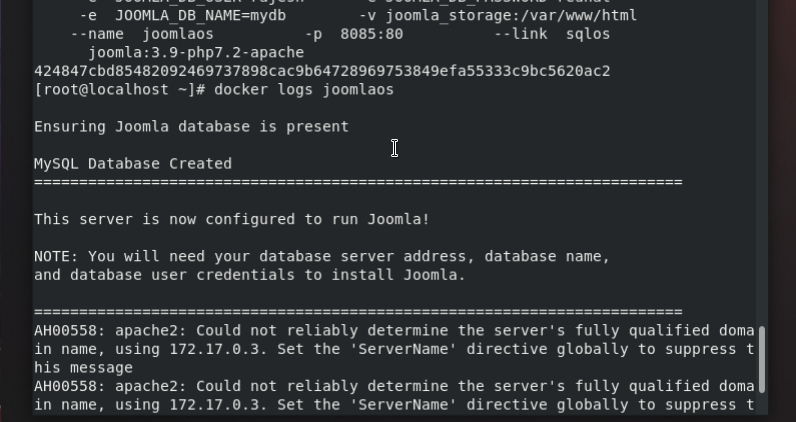 -e JOOMLA_DB_NAME=mydb -v joomla_storage:/var/www/html
--name joomlaos -p 8085:80 --link sqlos
joomla:3.9-php7.2-apache
424847cbd85482092469737898cac9b64728969753849efa55333c9bc5620ac2
[root@localhost ~]# docker logs joomlaos
Ensuring Joomla database is present
MySQL Database Created
========================================================================
This server is now configured to run Joomla!
NOTE: You will need your database server address, database name,
and database user credentials to install Joomla.
========================================================================
AH00558: apache2: Could not reliably determine the server's fully qualified doma
in name, using 172.17.0.3. Set the 'ServerName' directive globally to suppress t
his message
AH00558: apache2: Could not reliably determine the server's fully qualified doma
in name, using 172.17.0.3. Set the 'ServerName' directive globally to suppress t